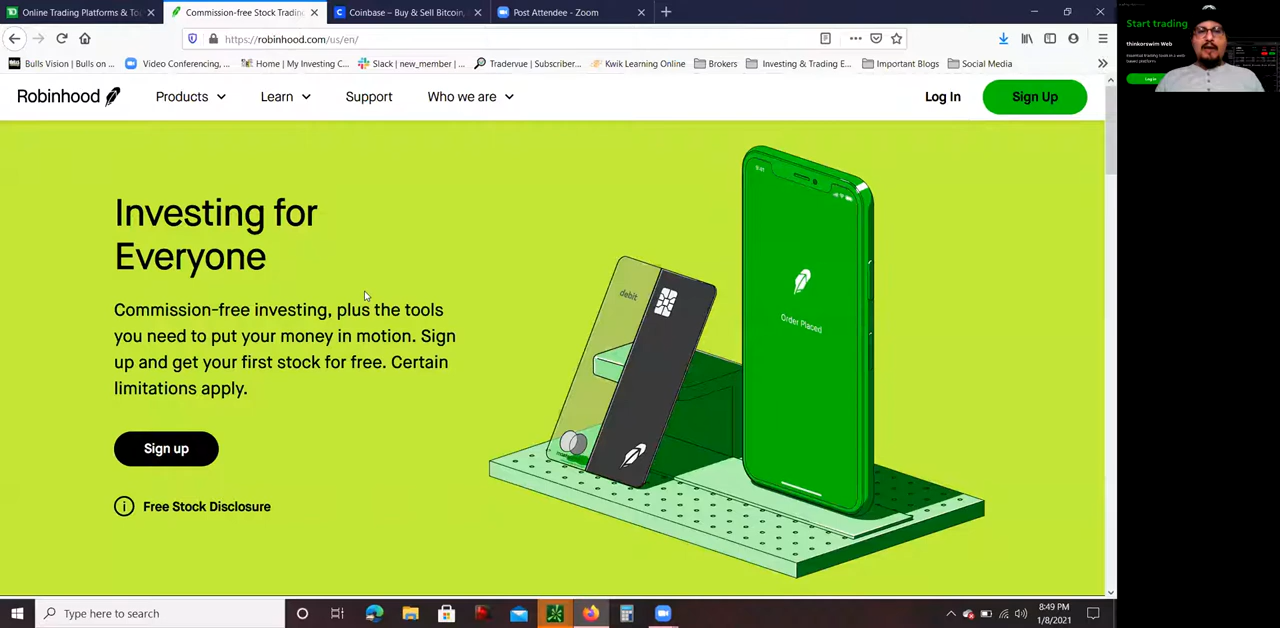 Online Trading Platforms & To
Commission-free Stock Tradin
Coinbase – Buy & Sell Bitcoin,
Post Attendee - Zoom
https://robinhood.com/us/en/
Bulls Vision | Bulls on ...
Video Conferencing, ...
Home | My Investing C...
Slack | new_member | ...
Tradevue | Subscriber...
Kwik Learning Online
Brokers
Investing & Trading E...
Important Blogs
Social Media
Robinhood
Products
Learn
Support
Who we are
Log In
Sign Up
Investing for
Everyone
Commission-free investing, plus the tools
you need to put your money in motion. Sign
up and get your first stock for free. Certain
limitations apply.
Sign up
Free Stock Disclosure
debit
Order Placed
Start trading
thinkorswim Web
Log in
Type here to search
8:49 PM
1/8/2021